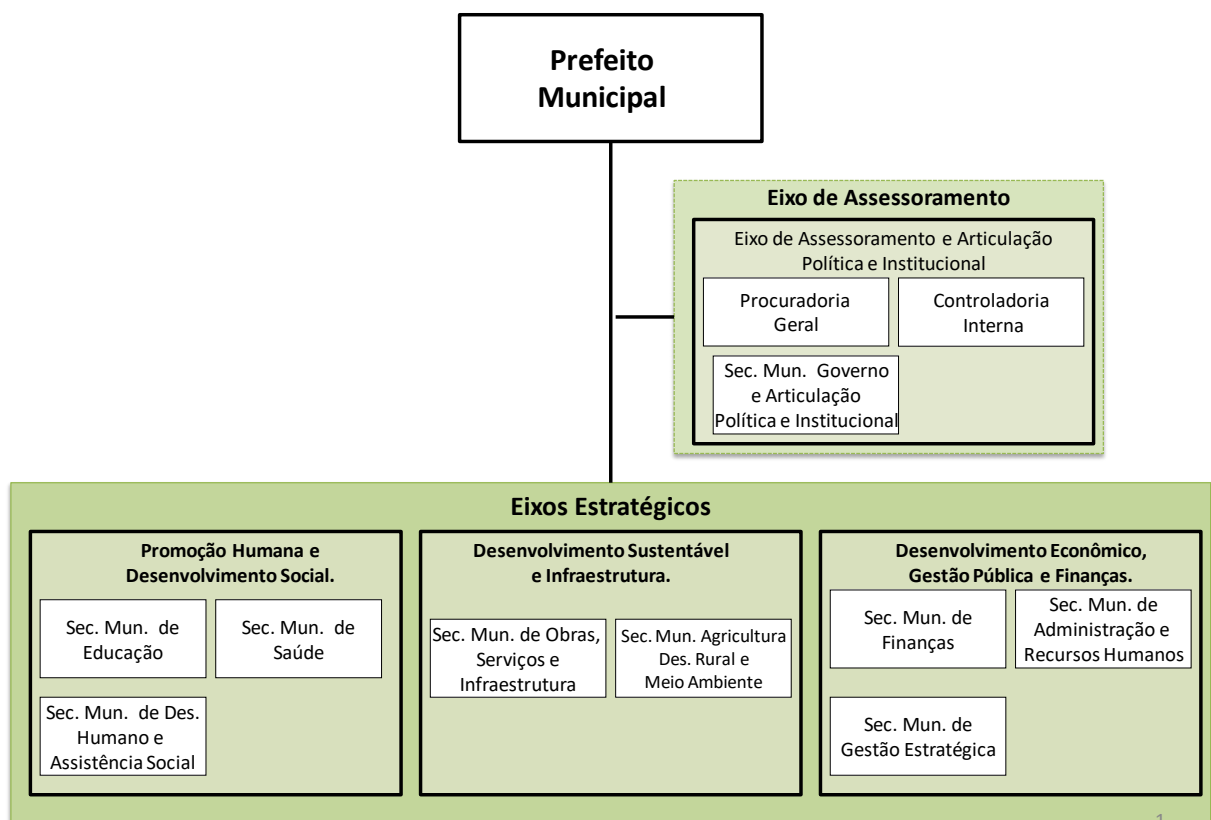 Prefeito
Municipal
Eixo de Assessoramento
Eixo de Assessoramento e Articulação
Política e Institucional
Procuradoria
Geral
Controladoria
Interna
Sec. Mun. Governo
e Articulação
Política e Institucional
Eixos Estratégicos
Promoção Humana e
Desenvolvimento Social.
Sec. Mun. de
Educação
Sec. Mun. de
Saúde
Sec. Mun. de Des.
Humano e
Assistência Social
Desenvolvimento Sustentável
e Infraestrutura.
Sec. Mun. de Obras,
Serviços e
Infraestrutura
Sec. Mun. Agricultura
Des. Rural e
Meio Ambiente
Desenvolvimento Econômico,
Gestão Pública e Finanças.
Sec. Mun. de
Finanças
Sec. Mun. de
Administração e
Recursos Humanos
Sec. Mun. de
Gestão Estratégica
1